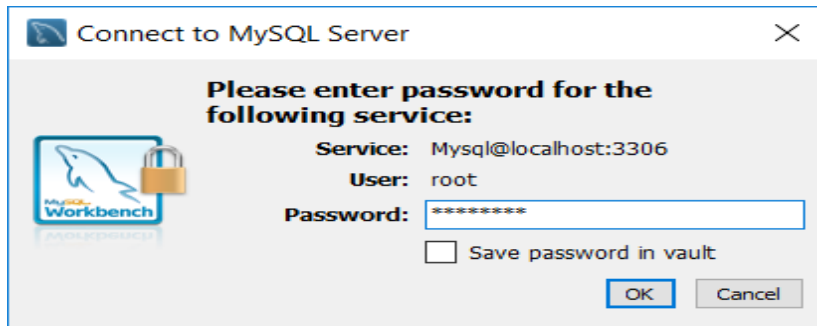 Connect to MySQL Server
Please enter password for the
following service:
Service: Mysql@localhost:3306
User: root
MySQL
Workbench
Password: ********
Save password in vault
OK Cancel